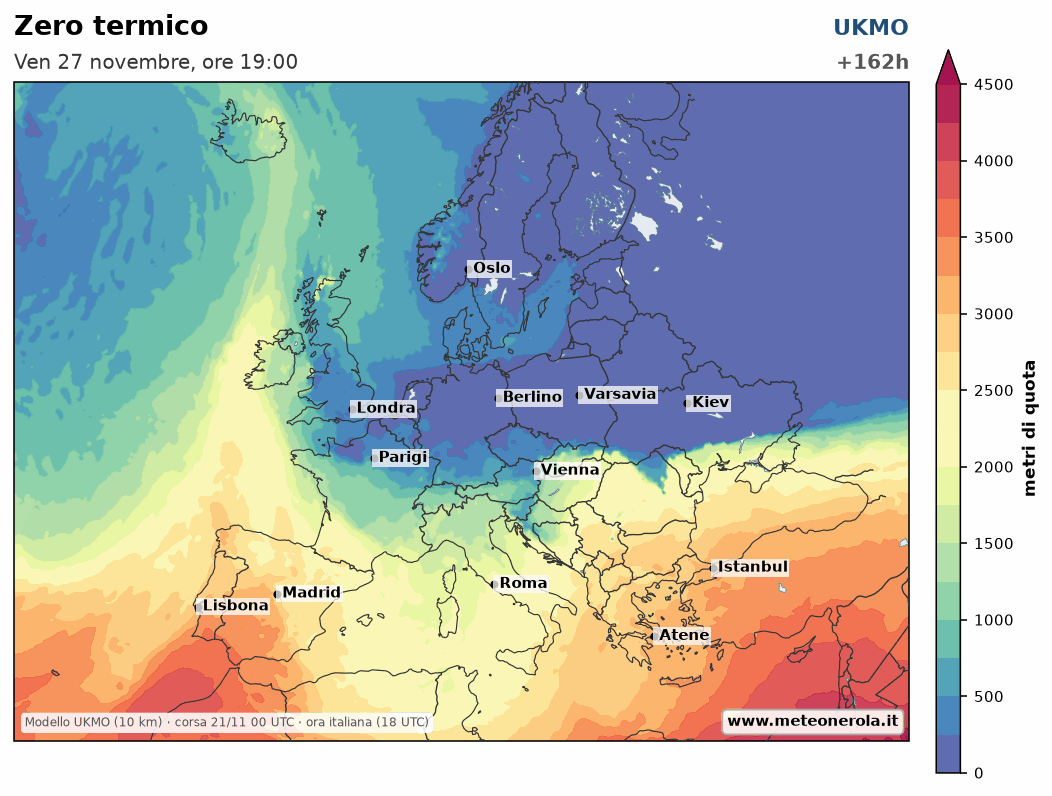 Zero termico
UKMO
Ven 27 novembre, ore 19:00
+162h
4500
4000
3500
3000
2500
2000
1500
1000
500
0
metri di quota
Oslo
Londra
Berlino
Varsavia
Kiev
Parigi
Vienna
Istanbul
Roma
Madrid
Lisbona
Atene
Modello UKMO (10 km) · corsa 21/11 00 UTC · ora italiana (18 UTC)
www.meteonerola.it